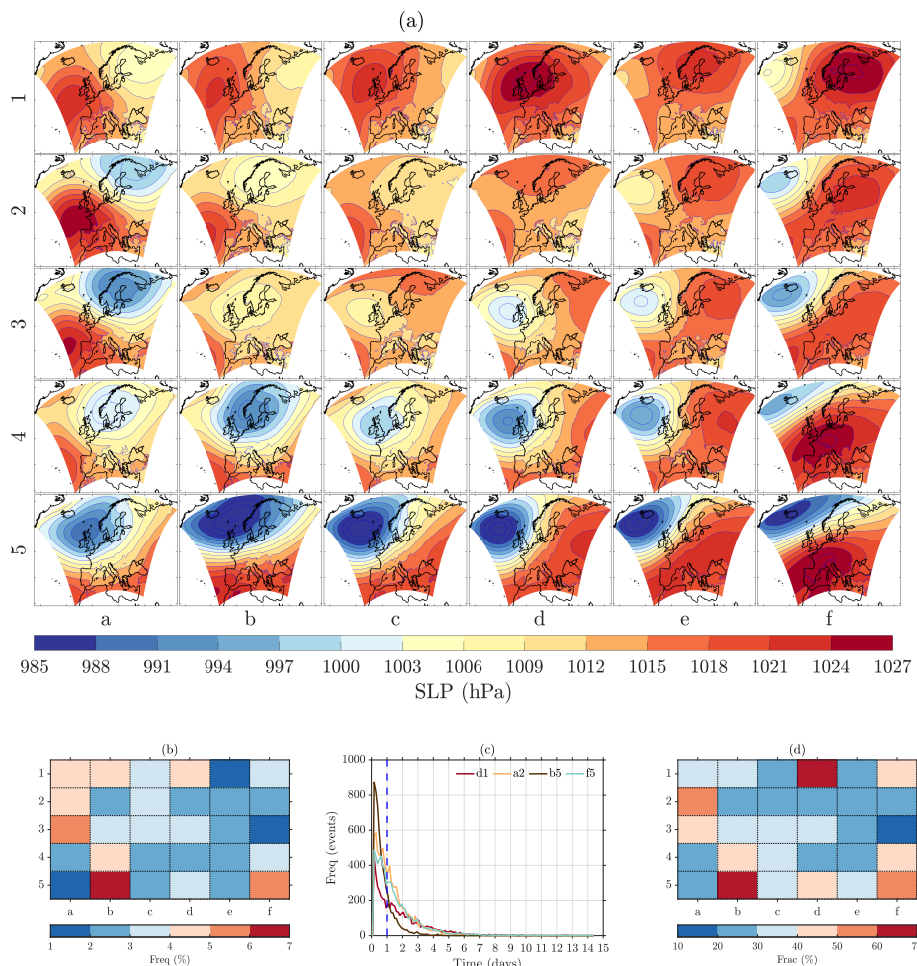 (a)
1
2
3
4
5
a b c d e f
985 988 991 994 997 1000 1003 1006 1009 1012 1015 1018 1021 1024 1027
SLP (hPa)
(b)
1
2
3
4
5
a b c d e f
1 2 3 4 5 6 7
Freq (%)
(c)
d1 a2 b5 f5
1000
800
600
400
200
0
Freq (events)
0 1 2 3 4 5 6 7 8 9 10 11 12 13 14 15
Time (days)
(d)
1
2
3
4
5
a b c d e f
10 20 30 40 50 60 7
Frac (%)